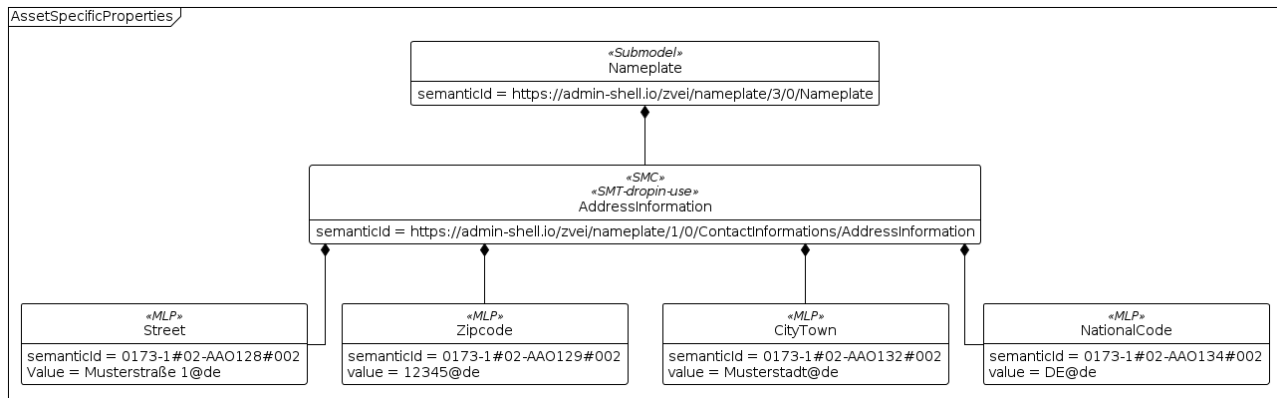 AssetSpecificProperties
«Submodel»
Nameplate
semanticId = https://admin-shell.io/zvei/nameplate/3/0/Nameplate
«SMC»
«SMT-dropin-use»
AddressInformation
semanticId = https://admin-shell.io/zvei/nameplate/1/0/ContactInformations/AddressInformation
«MLP»
Street
semanticId = 0173-1#02-AAO128#002
Value = Musterstraße 1@de
«MLP»
Zipcode
semanticId = 0173-1#02-AAO129#002
value = 12345@de
«MLP»
CityTown
semanticId = 0173-1#02-AAO132#002
value = Musterstadt@de
«MLP»
NationalCode
semanticId = 0173-1#02-AAO134#002
value = DE@de